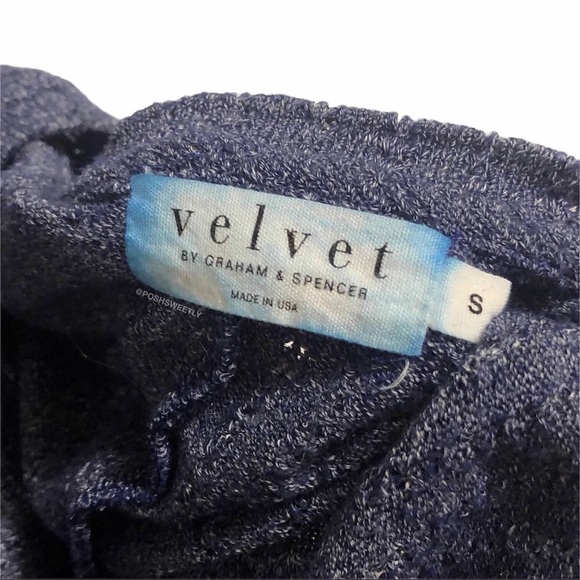 velvet
BY GRAHAM & SPENCER
MADE IN USA
S
@POSHSWEETLY